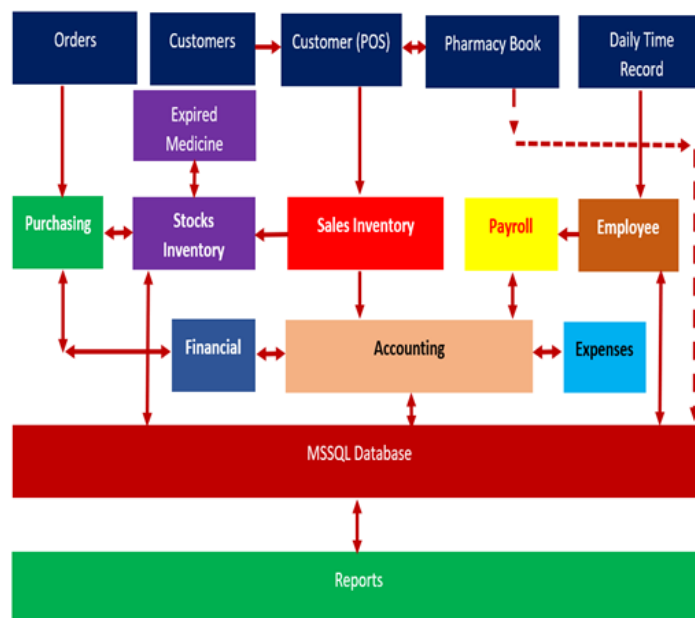 Orders
Customers
Customer (POS)
Pharmacy Book
Daily Time
Record
Expired
Medicine
Purchasing
Stocks
Inventory
Sales Inventory
Payroll
Employee
Financial
Accounting
Expenses
MSSQL Database
Reports